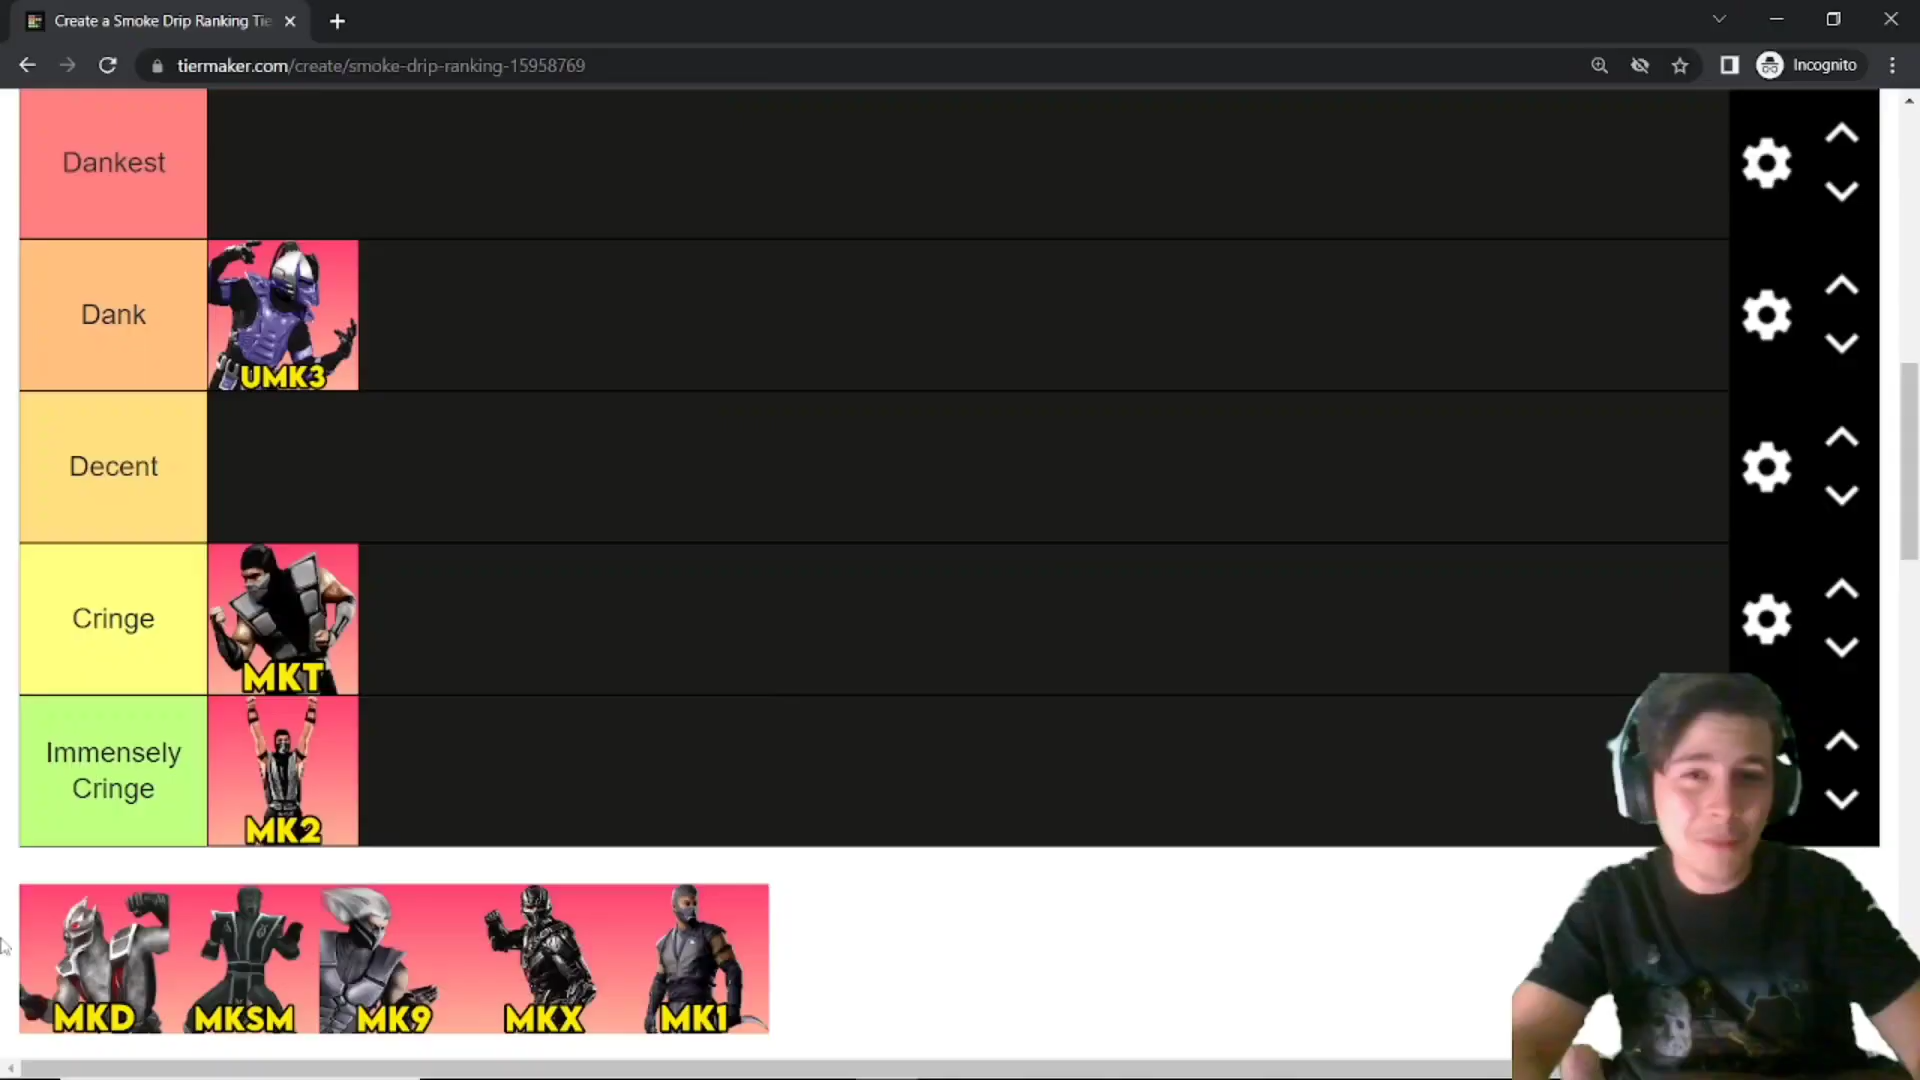 Create a Smoke Drip Ranking Tie
tiermaker.com/create/smoke-drip-ranking-15958769
Incognito
Dankest
Dank
UMK3
Decent
Cringe
MKT
Immensely
Cringe
MK2
MKD
MKSM
MK9
MKX
MK1